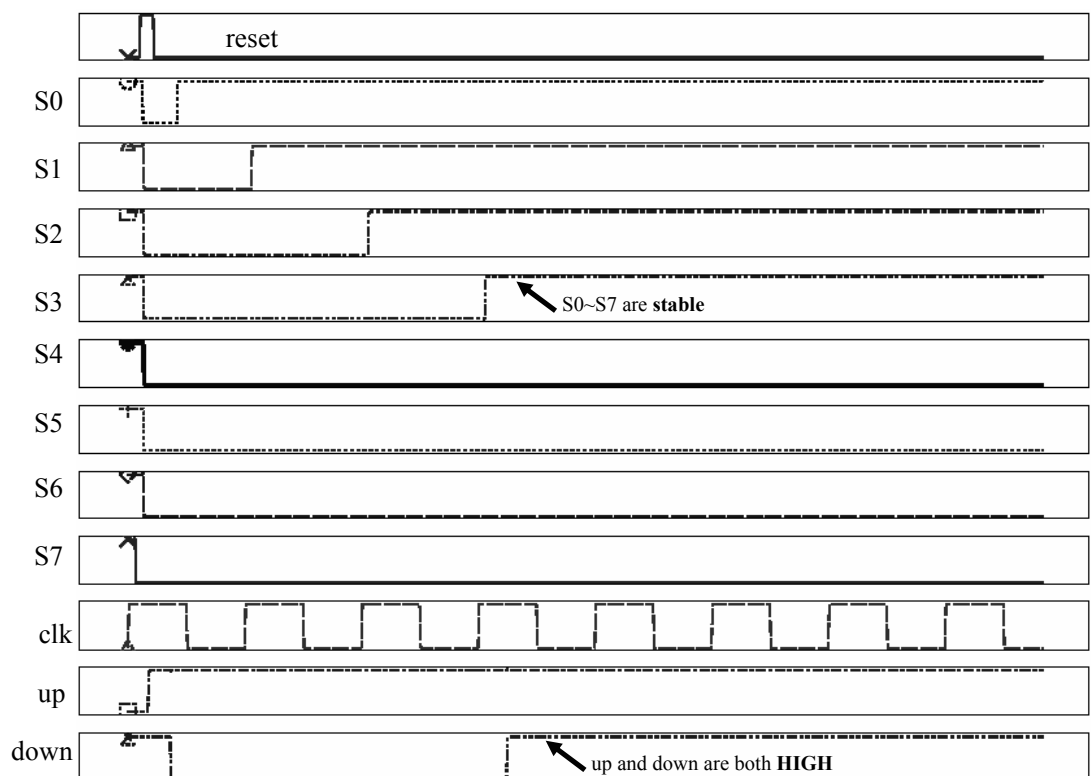 reset
S0
S1
S2
S3
S0~S7 are stable
S4
S5
S6
S7
clk
up
down
up and down are both HIGH